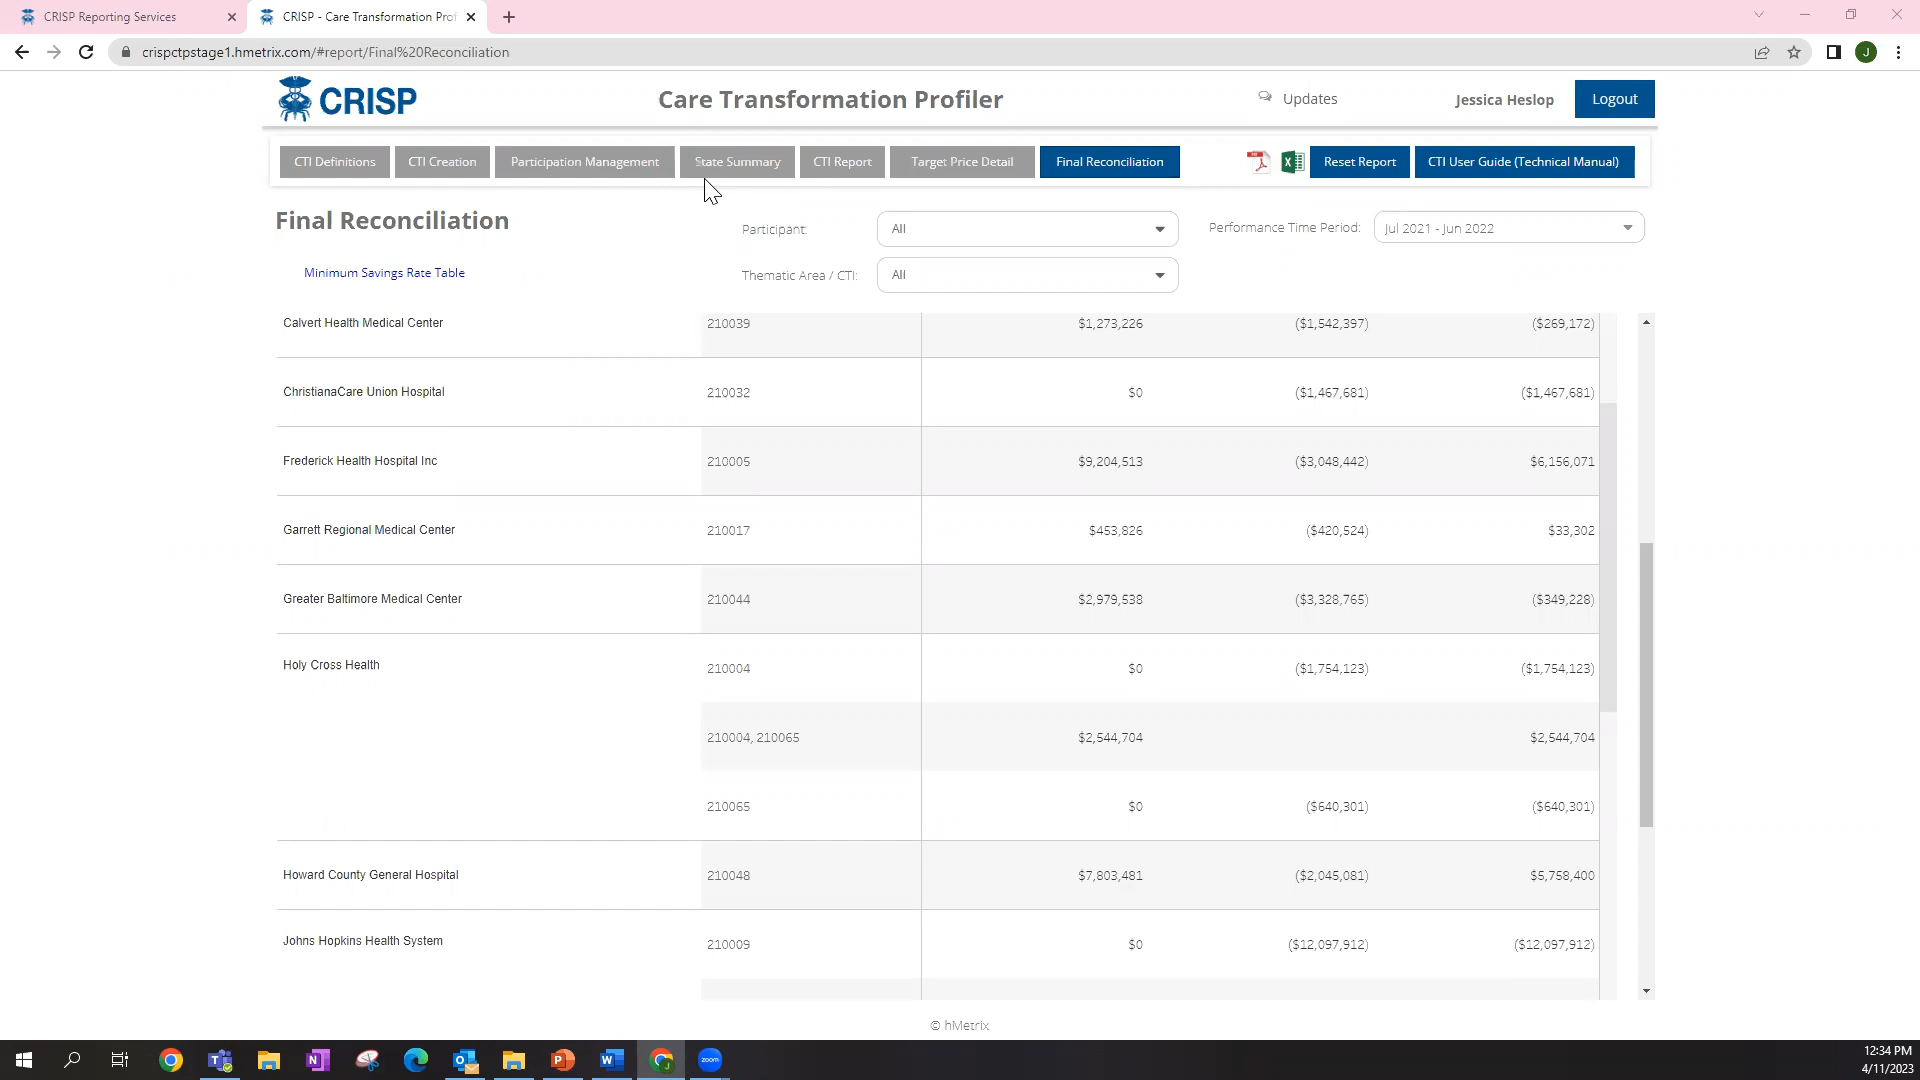 CRISP Reporting Services
CRISP - Care Transformation Prof
crispctpstage1.hmetrix.com/#report/Final%20Reconciliation
J
CRISP
Care Transformation Profiler
Updates
Jessica Heslop
Logout
CTI Definitions
CTI Creation
Participation Management
State Summary
CTI Report
Target Price Detail
Final Reconciliation
Reset Report
CTI User Guide (Technical Manual)
Final Reconciliation
Participant:
All
Performance Time Period:
Jul 2021 - Jun 2022
Minimum Savings Rate Table
Thematic Area / CTI:
All
Calvert Health Medical Center 210039 $1,273,226 ($1,542,397) ($269,172)
ChristianaCare Union Hospital 210032 $0 ($1,467,681) ($1,467,681)
Frederick Health Hospital Inc 210005 $9,204,513 ($3,048,442) $6,156,071
Garrett Regional Medical Center 210017 $453,826 ($420,524) $33,302
Greater Baltimore Medical Center 210044 $2,979,538 ($3,328,765) ($349,228)
Holy Cross Health 210004 $0 ($1,754,123) ($1,754,123)
210004, 210065 $2,544,704 $2,544,704
210065 $0 ($640,301) ($640,301)
Howard County General Hospital 210048 $7,803,481 ($2,045,081) $5,758,400
Johns Hopkins Health System 210009 $0 ($12,097,912) ($12,097,912)
© hMetrix
zoom
12:34 PM
4/11/2023